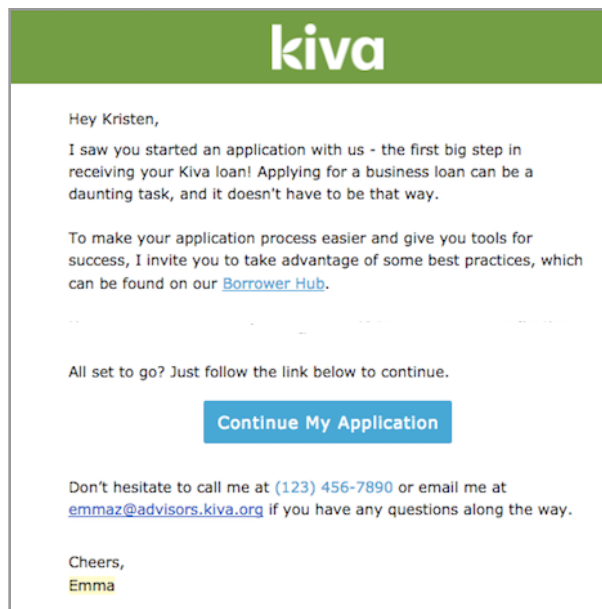 kiva
Hey Kristen,
I saw you started an application with us - the first big step in
receiving your Kiva loan! Applying for a business loan can be a
daunting task, and it doesn't have to be that way.
To make your application process easier and give you tools for
success, I invite you to take advantage of some best practices, which
can be found on our Borrower Hub.
All set to go? Just follow the link below to continue.
Continue My Application
Don't hesitate to call me at (123) 456-7890 or email me at
emmaz@advisors.kiva.org if you have any questions along the way.
Cheers,
Emma